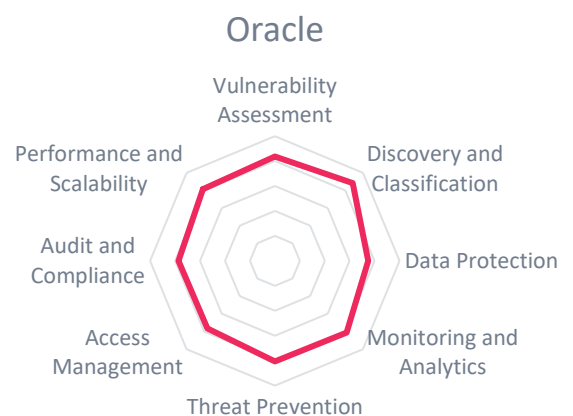 Oracle
Vulnerability
Assessment
Performance and
Scalability
Discovery and
Classification
Audit and
Compliance
Data Protection
Access
Management
Monitoring and
Analytics
Threat Prevention